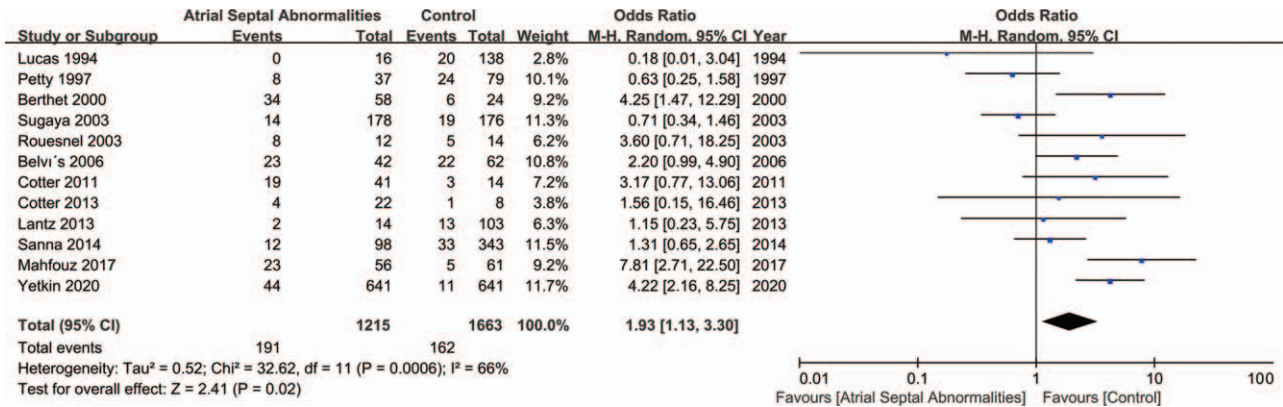 Atrial Septal Abnormalities Control Odds Ratio Odds Ratio
Study or Subgroup Events Total Events Total Weight M-H. Random. 95% CI Year M-H. Random. 95% CI
Lucas 1994 0 16 20 138 2.8% 0.18 [0.01, 3.04] 1994
Petty 1997 8 37 24 79 10.1% 0.63 [0.25, 1.58] 1997
Berthet 2000 34 58 6 24 9.2% 4.25 [1.47, 12.29] 2000
Sugaya 2003 14 178 19 176 11.3% 0.71 [0.34, 1.46] 2003
Rouesnel 2003 8 12 5 14 6.2% 3.60 [0.71, 18.25] 2003
Belvı´s 2006 23 42 22 62 10.8% 2.20 [0.99, 4.90] 2006
Cotter 2011 19 41 3 14 7.2% 3.17 [0.77, 13.06] 2011
Cotter 2013 4 22 1 8 3.8% 1.56 [0.15, 16.46] 2013
Lantz 2013 2 14 13 103 6.3% 1.15 [0.23, 5.75] 2013
Sanna 2014 12 98 33 343 11.5% 1.31 [0.65, 2.65] 2014
Mahfouz 2017 23 56 5 61 9.2% 7.81 [2.71, 22.50] 2017
Yetkin 2020 44 641 11 641 11.7% 4.22 [2.16, 8.25] 2020
Total (95% CI) 1215 1663 100.0% 1.93 [1.13, 3.30]
Total events 191 162
Heterogeneity: Tau² = 0.52; Chi² = 32.62, df = 11 (P = 0.0006); I² = 66%
Test for overall effect: Z = 2.41 (P = 0.02)
0.01 0.1 1 10 100
Favours [Atrial Septal Abnormalities] Favours [Control]